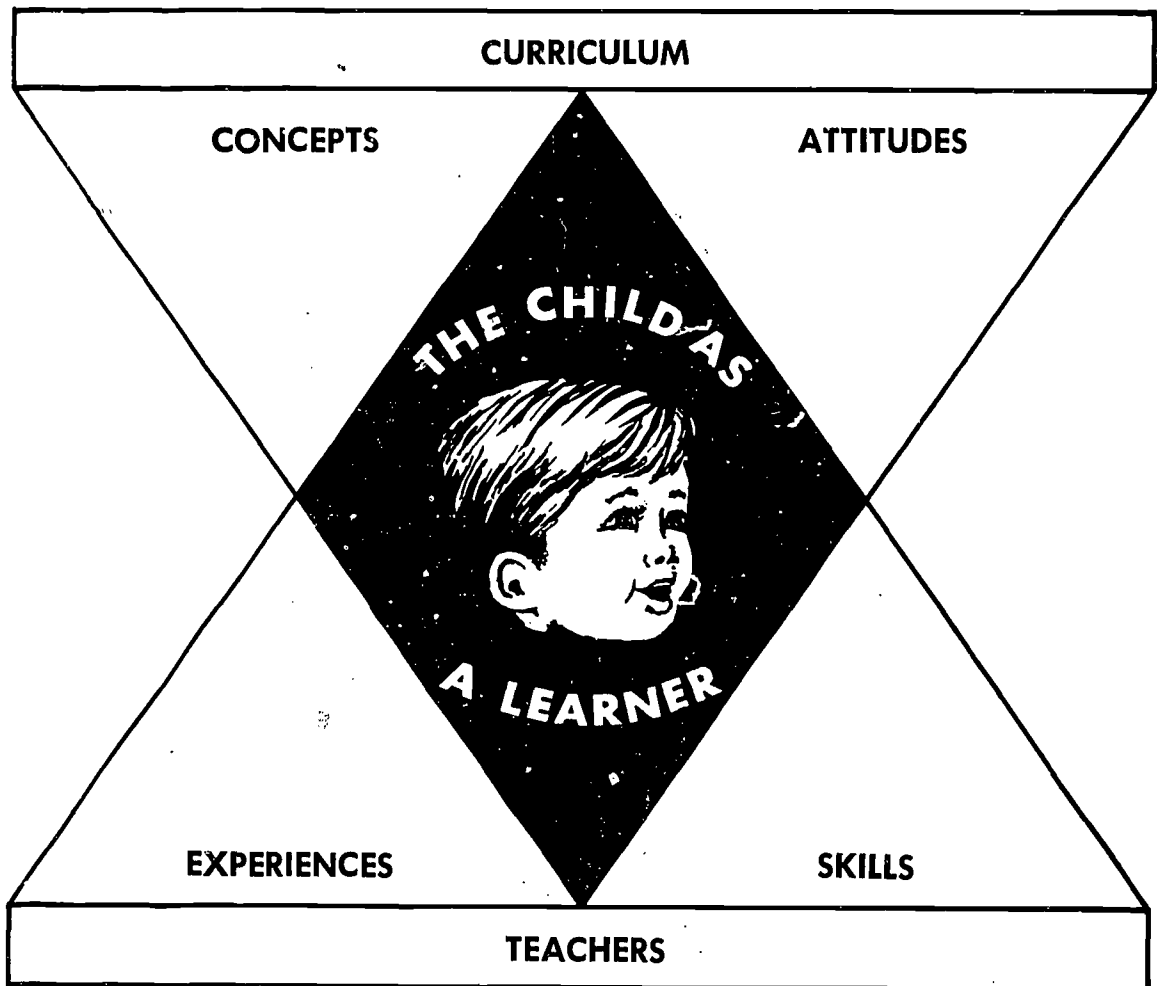 CURRICULUM
CONCEPTS
ATTITUDES
THE CHILD AS
A LEARNER
EXPERIENCES
SKILLS
TEACHERS